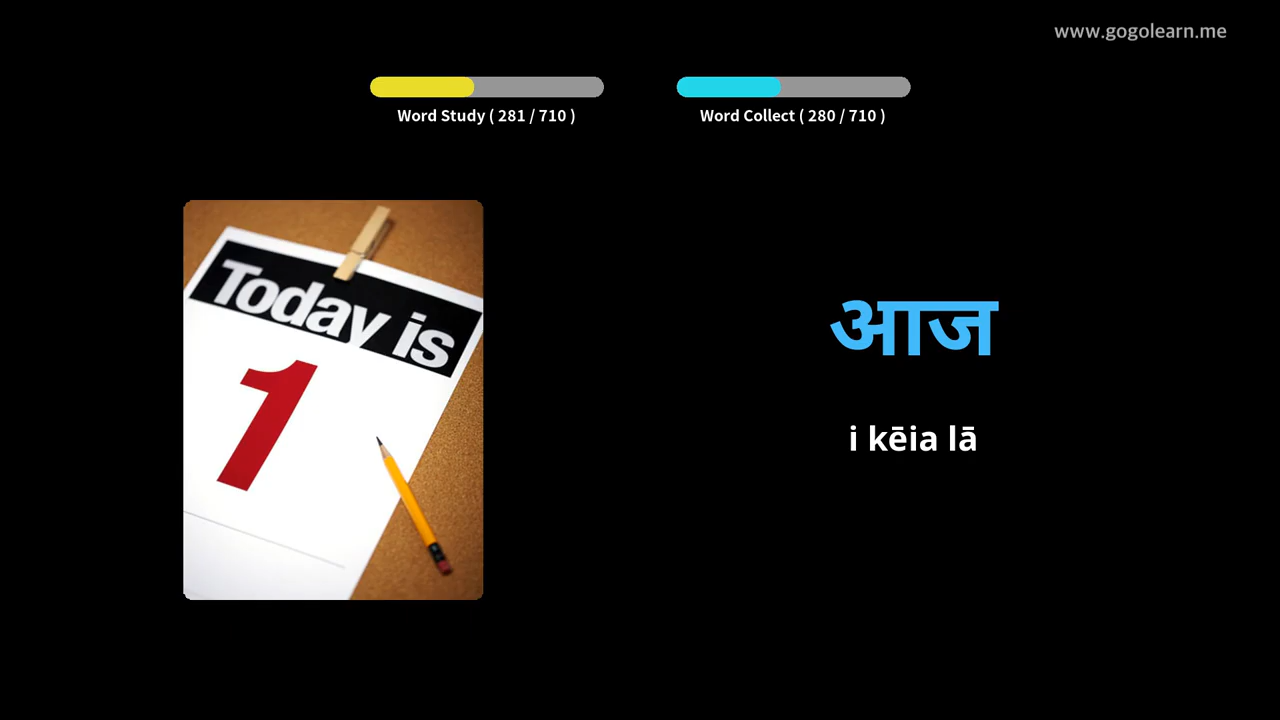 www.gogolearn.me
Word Study ( 281 / 710 )
Word Collect ( 280 / 710 )
Today is
1
आज
i kēia lā